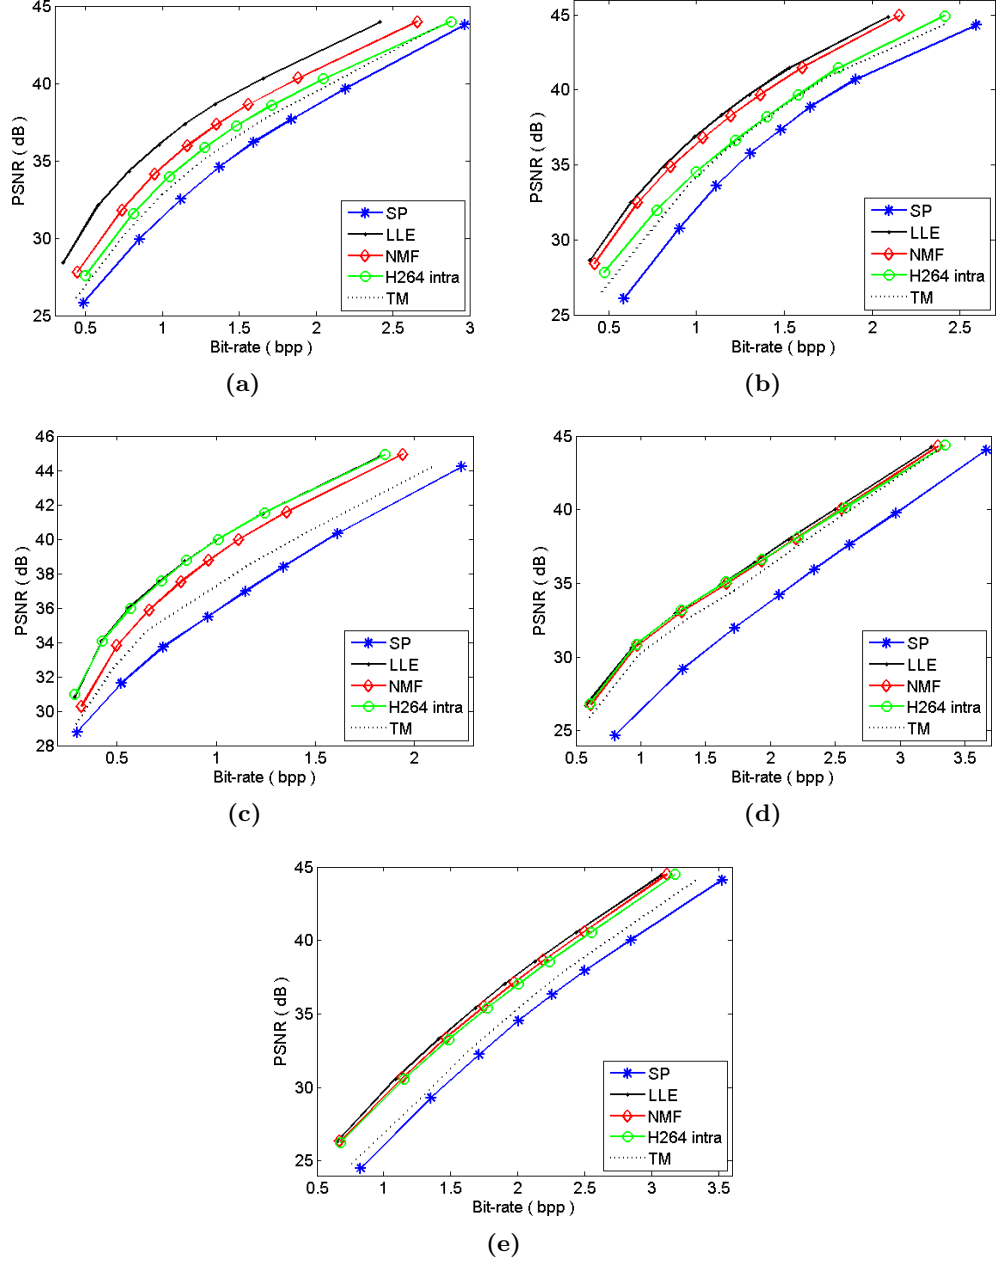 45
40
35
30
25
PSNR ( dB )
0.5 1 1.5 2 2.5 3
Bit-rate ( bpp )
SP
LLE
NMF
H264 intra
TM
(a)
45
40
35
30
25
PSNR ( dB )
0.5 1 1.5 2 2.5
Bit-rate ( bpp )
SP
LLE
NMF
H264 intra
TM
(b)
46
44
42
40
38
36
34
32
30
28
PSNR ( dB )
0.5 1 1.5 2
Bit-rate ( bpp )
SP
LLE
NMF
H264 intra
TM
(c)
45
40
35
30
25
PSNR ( dB )
0.5 1 1.5 2 2.5 3 3.5
Bit-rate ( bpp )
SP
LLE
NMF
H264 intra
TM
(d)
45
40
35
30
25
PSNR ( dB )
0.5 1 1.5 2 2.5 3 3.5
Bit-rate ( bpp )
SP
LLE
NMF
H264 intra
TM
(e)